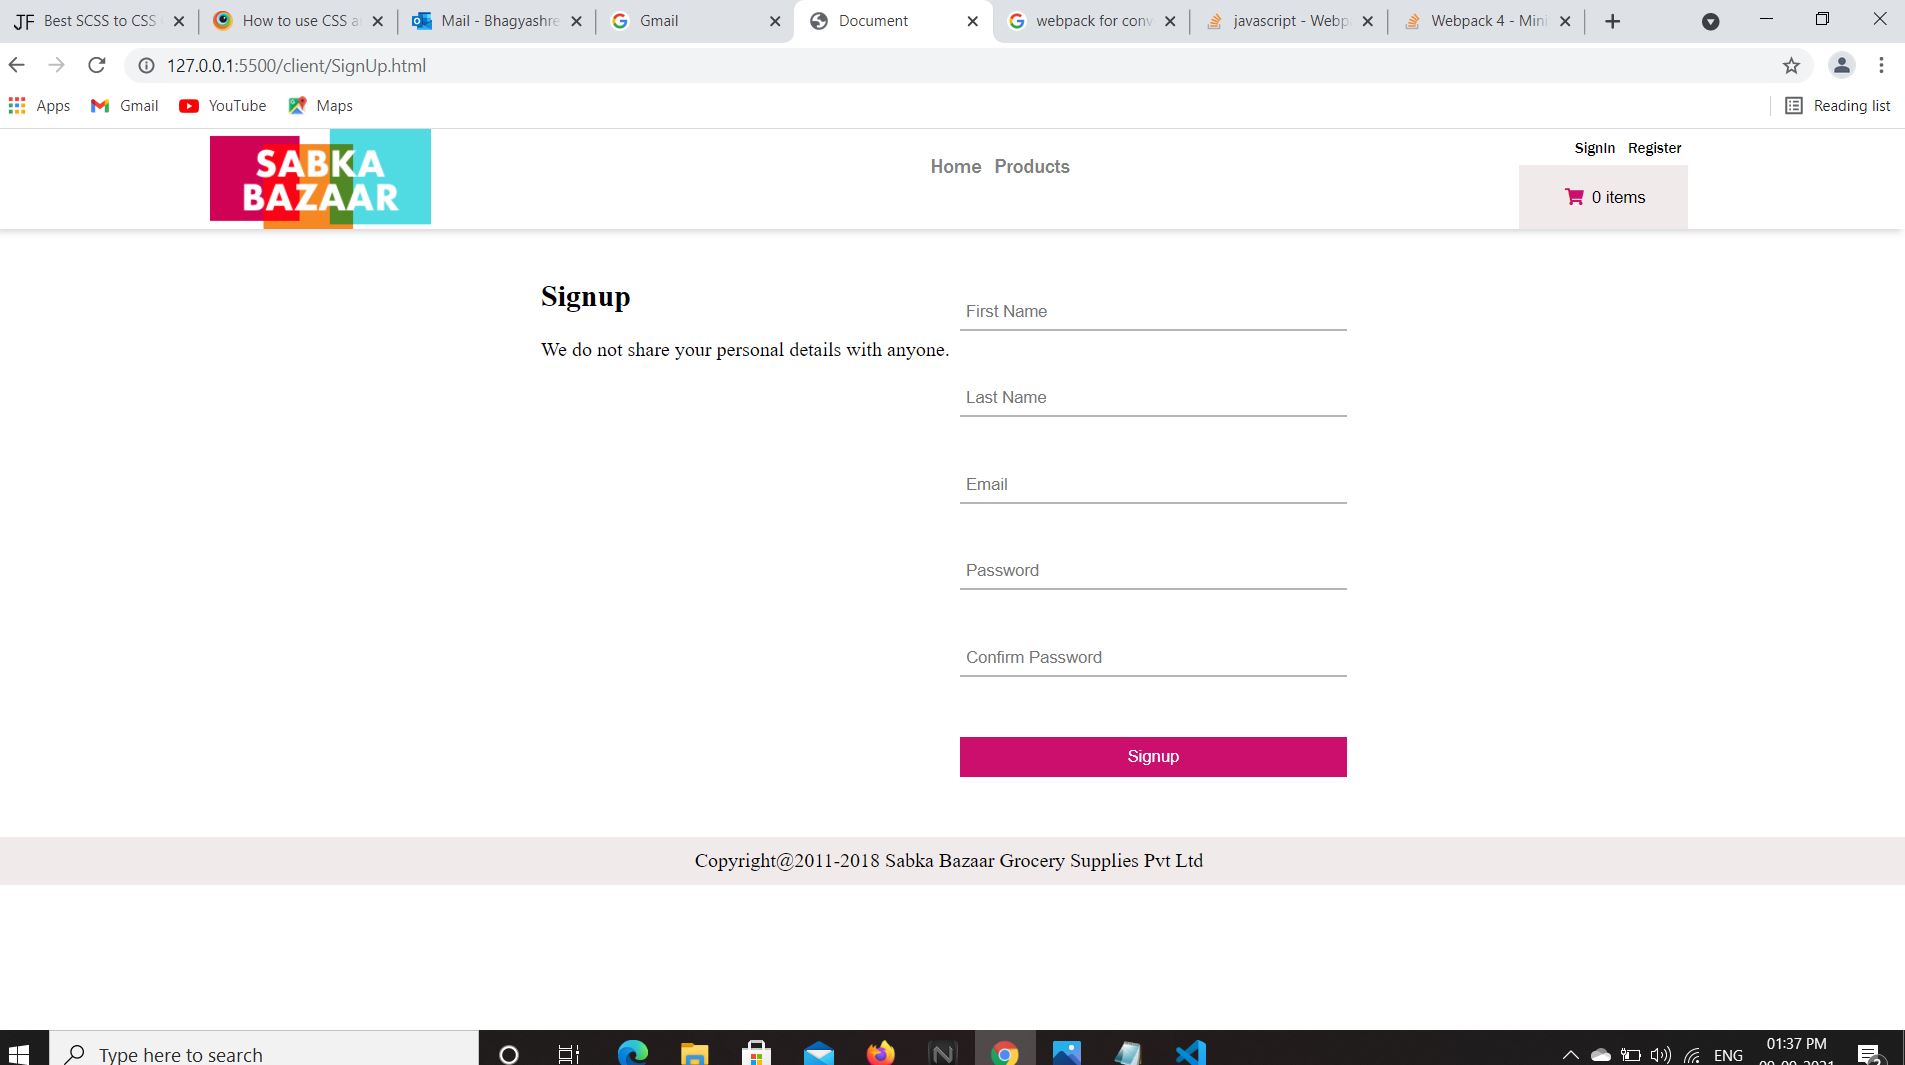 JF Best SCSS to CSS
How to use CSS a
Mail - Bhagyashre
Gmail
Document
webpack for conv
javascript - Webp
Webpack 4 - Mini
127.0.0.1:5500/client/SignUp.html
Apps Gmail YouTube Maps Reading list
SABKA
BAZAAR
Home Products
SignIn Register
0 items
Signup
We do not share your personal details with anyone.
First Name
Last Name
Email
Password
Confirm Password
Signup
Copyright@2011-2018 Sabka Bazaar Grocery Supplies Pvt Ltd
Type here to search
ENG
01:37 PM